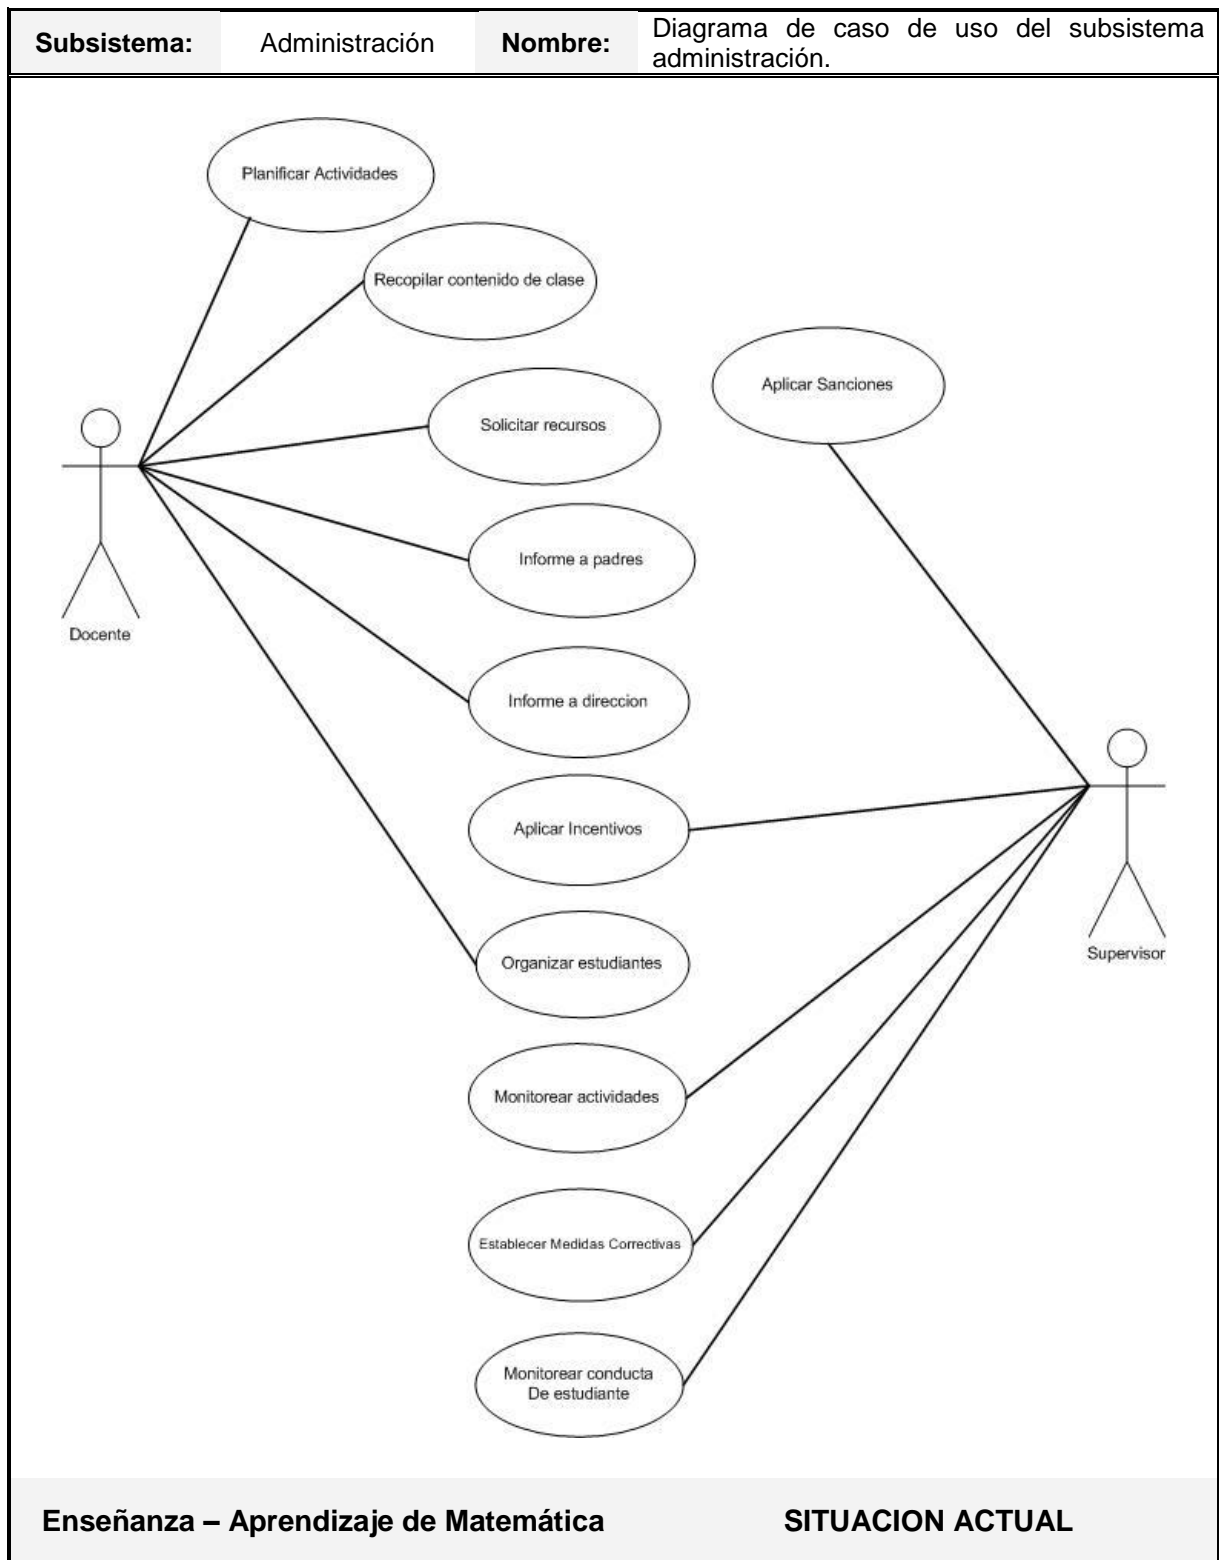 Subsistema: Administración Nombre: Diagrama de caso de uso del subsistema
administración.
Planificar Actividades
Recopilar contenido de clase
Aplicar Sanciones
Solicitar recursos
Informe a padres
Docente
Informe a direccion
Aplicar Incentivos
Organizar estudiantes
Supervisor
Monitorear actividades
Establecer Medidas Correctivas
Monitorear conducta
De estudiante
Enseñanza – Aprendizaje de Matemática SITUACION ACTUAL